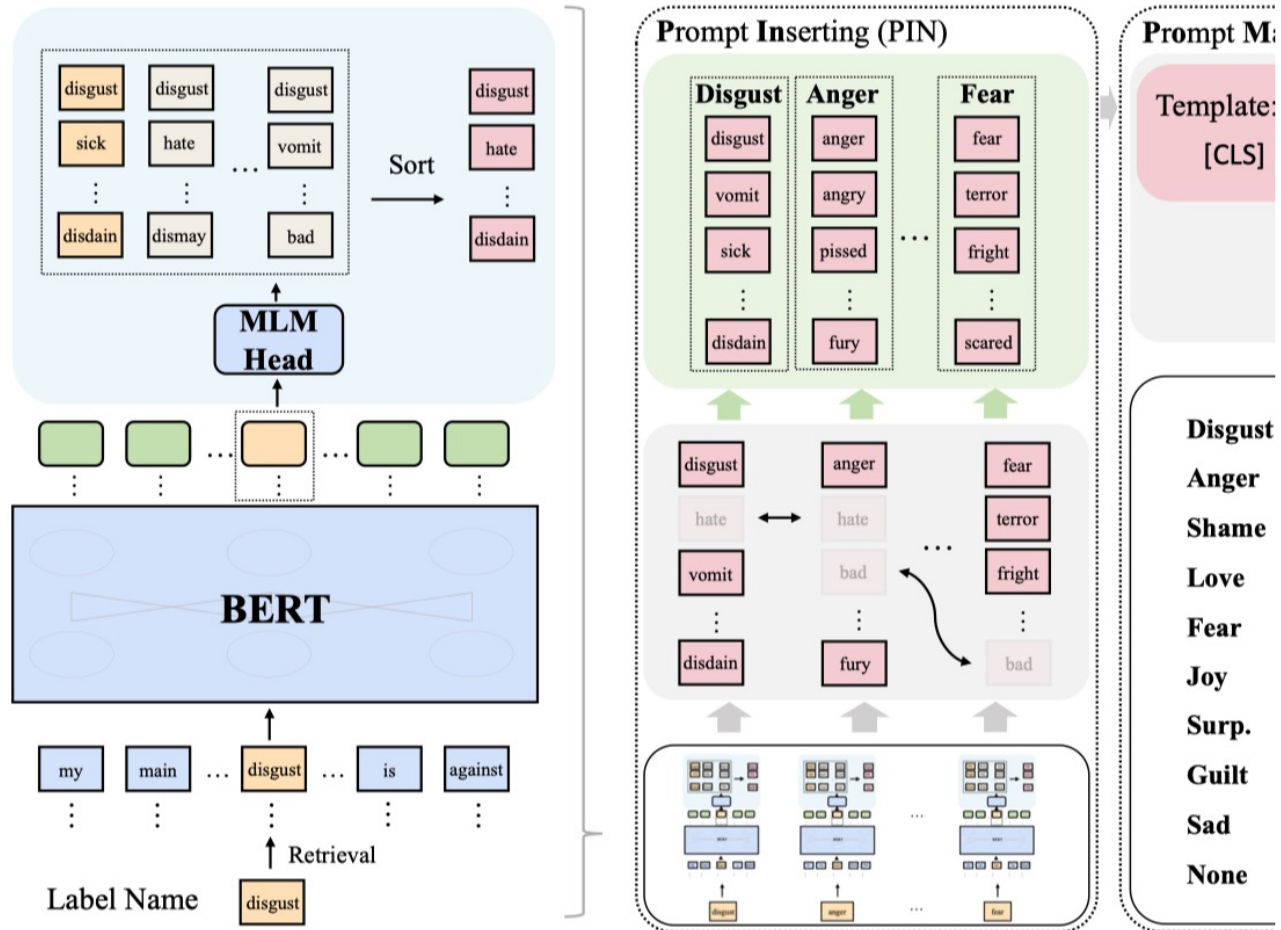 disgust disgust disgust
sick hate ... vomit
disdain dismay bad
Sort
disgust
hate
disdain
MLM
Head
... ...
BERT
my main ... disgust ... is against
Retrieval
Label Name
disgust
Prompt Inserting (PIN)
Disgust Anger Fear
disgust anger fear
vomit angry terror
sick pissed ... fright
disdain fury scared
disgust anger fear
hate hate terror
...
vomit bad fright
disdain fury bad
...
disgust anger ... fear
Prompt Ma
Template:
[CLS]
Disgust
Anger
Shame
Love
Fear
Joy
Surp.
Guilt
Sad
None